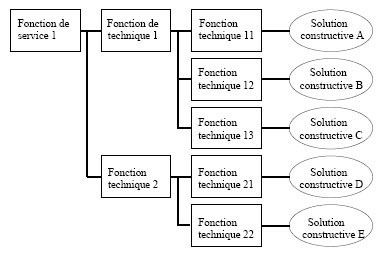 Fonction de
service 1
Fonction de
technique 1
Fonction
technique 11
Solution
constructive A
Fonction
technique 12
Solution
constructive B
Fonction
technique 13
Solution
constructive C
Fonction
technique 2
Fonction
technique 21
Solution
constructive D
Fonction
technique 22
Solution
constructive E